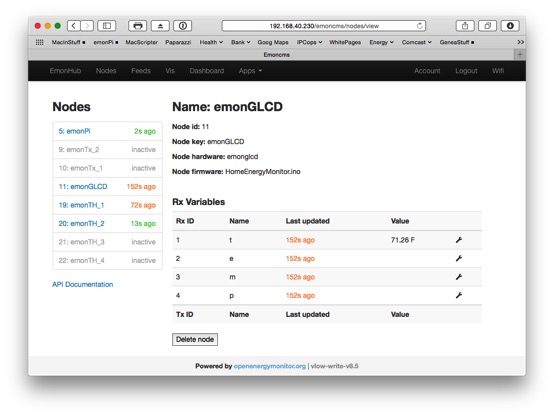 192.168.40.230/emoncms/nodes/view
MacInStuff emonPi MacScripter Paparazzi Health Bank Goog Maps IPCops WhitePages Energy Comcast GeneaStuff >>
Emoncms +
EmonHub Nodes Feeds Vis Dashboard Apps Account Logout Wifi
Nodes
5: emonPi 2s ago
9: emonTx_2 inactive
10: emonTx_1 inactive
11: emonGLCD 152s ago
19: emonTH_1 72s ago
20: emonTH_2 13s ago
21: emonTH_3 inactive
22: emonTH_4 inactive
API Documentation
Name: emonGLCD
Node id: 11
Node key: emonGLCD
Node hardware: emonglcd
Node firmware: HomeEnergyMonitor.ino
Rx Variables
Rx ID Name Last updated Value
1 t 152s ago 71.26 F
2 e 152s ago
3 m 152s ago
4 p 152s ago
Tx ID Name Last updated Value
Delete node
Powered by openenergymonitor.org | vlow-write-v8.5